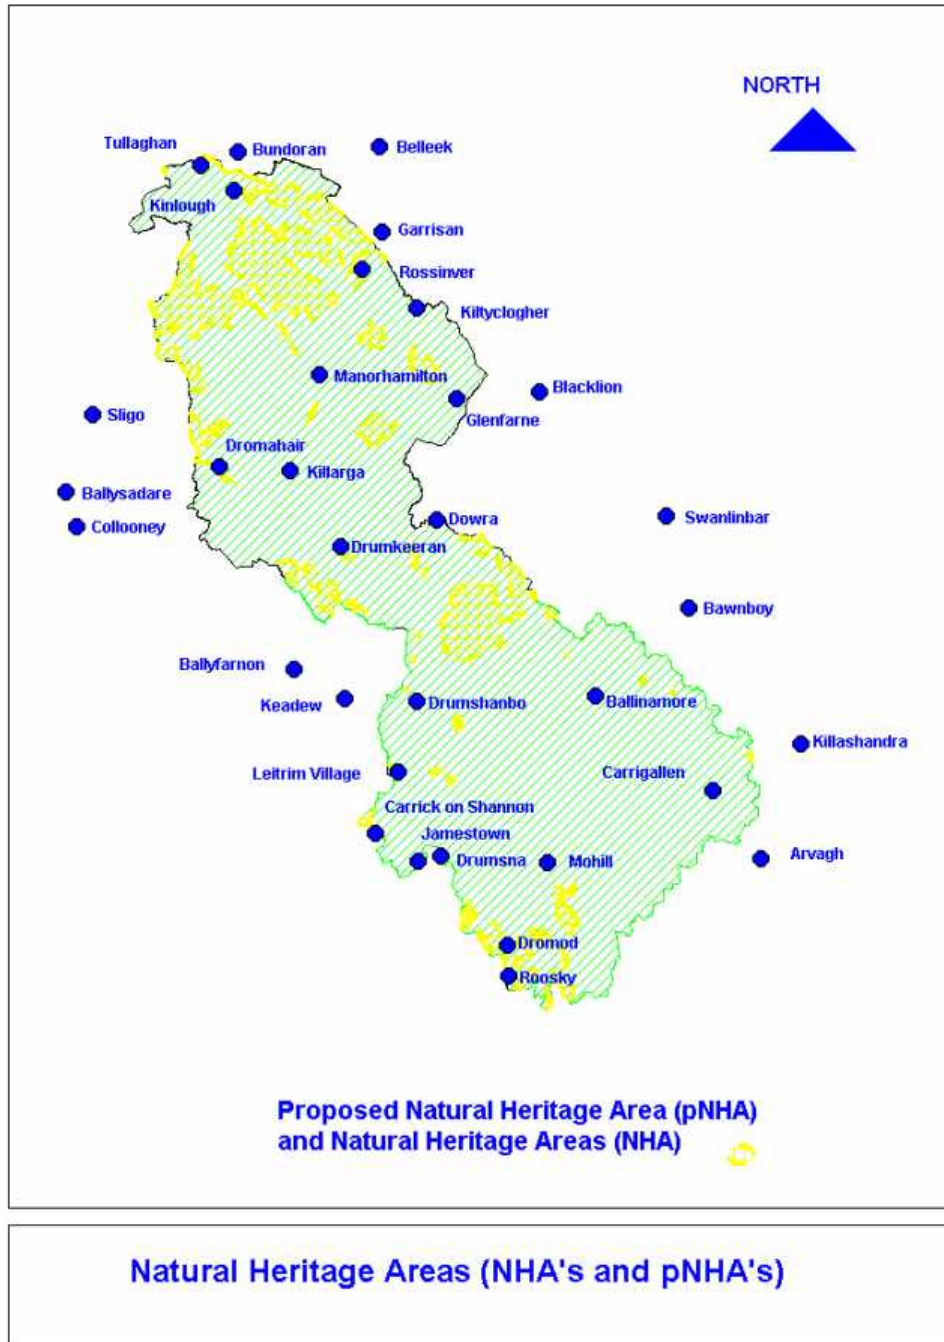 NORTH
Tullaghan
Bundoran
Belleek
Kinlough
Garrisan
Rossinver
Kiltyclogher
Manorhamilton
Blacklion
Sligo
Glenfarne
Dromahair
Killarga
Ballysadare
Collooney
Dowra
Swanlinbar
Drumkeeran
Bawnboy
Ballyfarnon
Keadew
Drumshanbo
Ballinamore
Killashandra
Leitrim Village
Carrigallen
Carrick on Shannon
Jamestown
Drumsna
Mohill
Arvagh
Dromod
Roosky
Proposed Natural Heritage Area (pNHA)
and Natural Heritage Areas (NHA)
Natural Heritage Areas (NHA's and pNHA's)